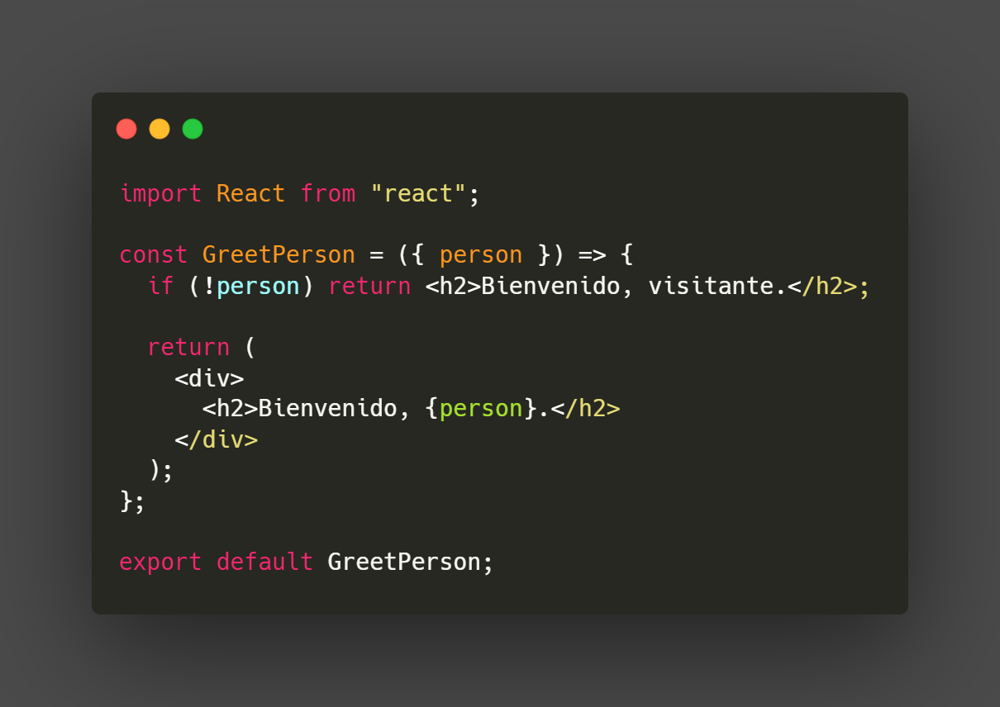 import React from "react";
const GreetPerson = ({ person }) => {
  if (!person) return <h2>Bienvenido, visitante.</h2>;
  return (
    <div>
      <h2>Bienvenido, {person}.</h2>
    </div>
  );
};
export default GreetPerson;